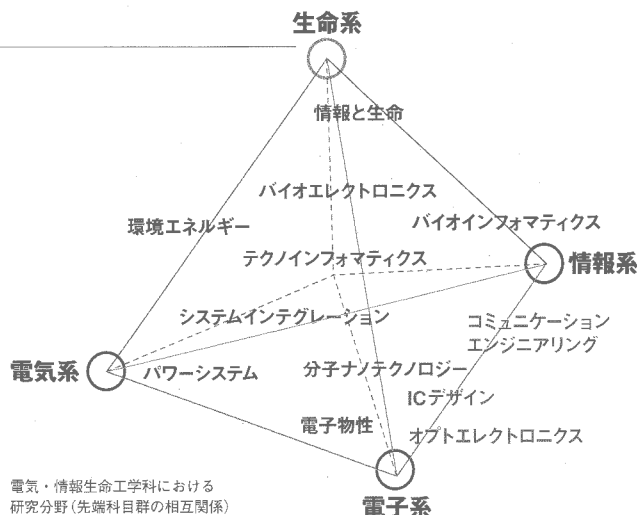 生命系
情報と生命
バイオエレクトロニクス
環境エネルギー
バイオインフォマティクス
テクノインフォマティクス
情報系
システムインテグレーション
コミュニケーション
エンジニアリング
電気系
パワーシステム
分子ナノテクノロジー
ICデザイン
電子物性
オプトエレクトロニクス
電気・情報生命工学科における
研究分野(先端科目群の相互関係)
電子系